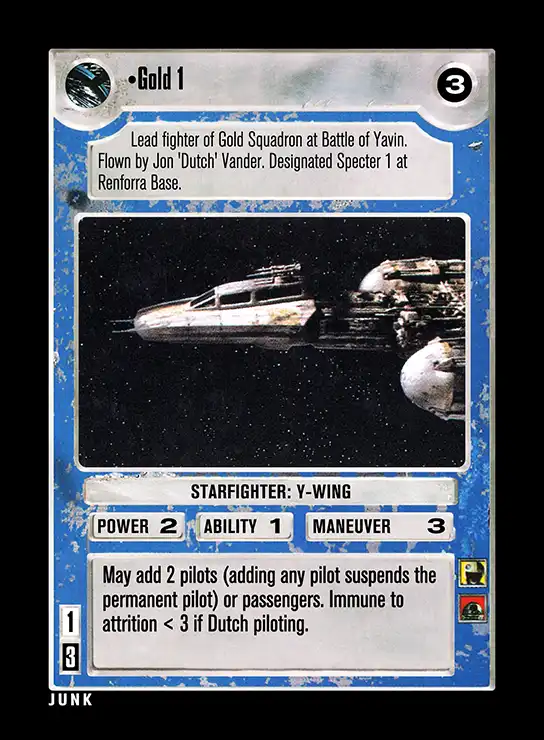 •Gold 1
3
Lead fighter of Gold Squadron at Battle of Yavin.
Flown by Jon 'Dutch' Vander. Designated Specter 1 at
Renforra Base.
STARFIGHTER: Y-WING
POWER 2 ABILITY 1 MANEUVER 3
May add 2 pilots (adding any pilot suspends the
permanent pilot) or passengers. Immune to
attrition < 3 if Dutch piloting.
1
3
JUNK